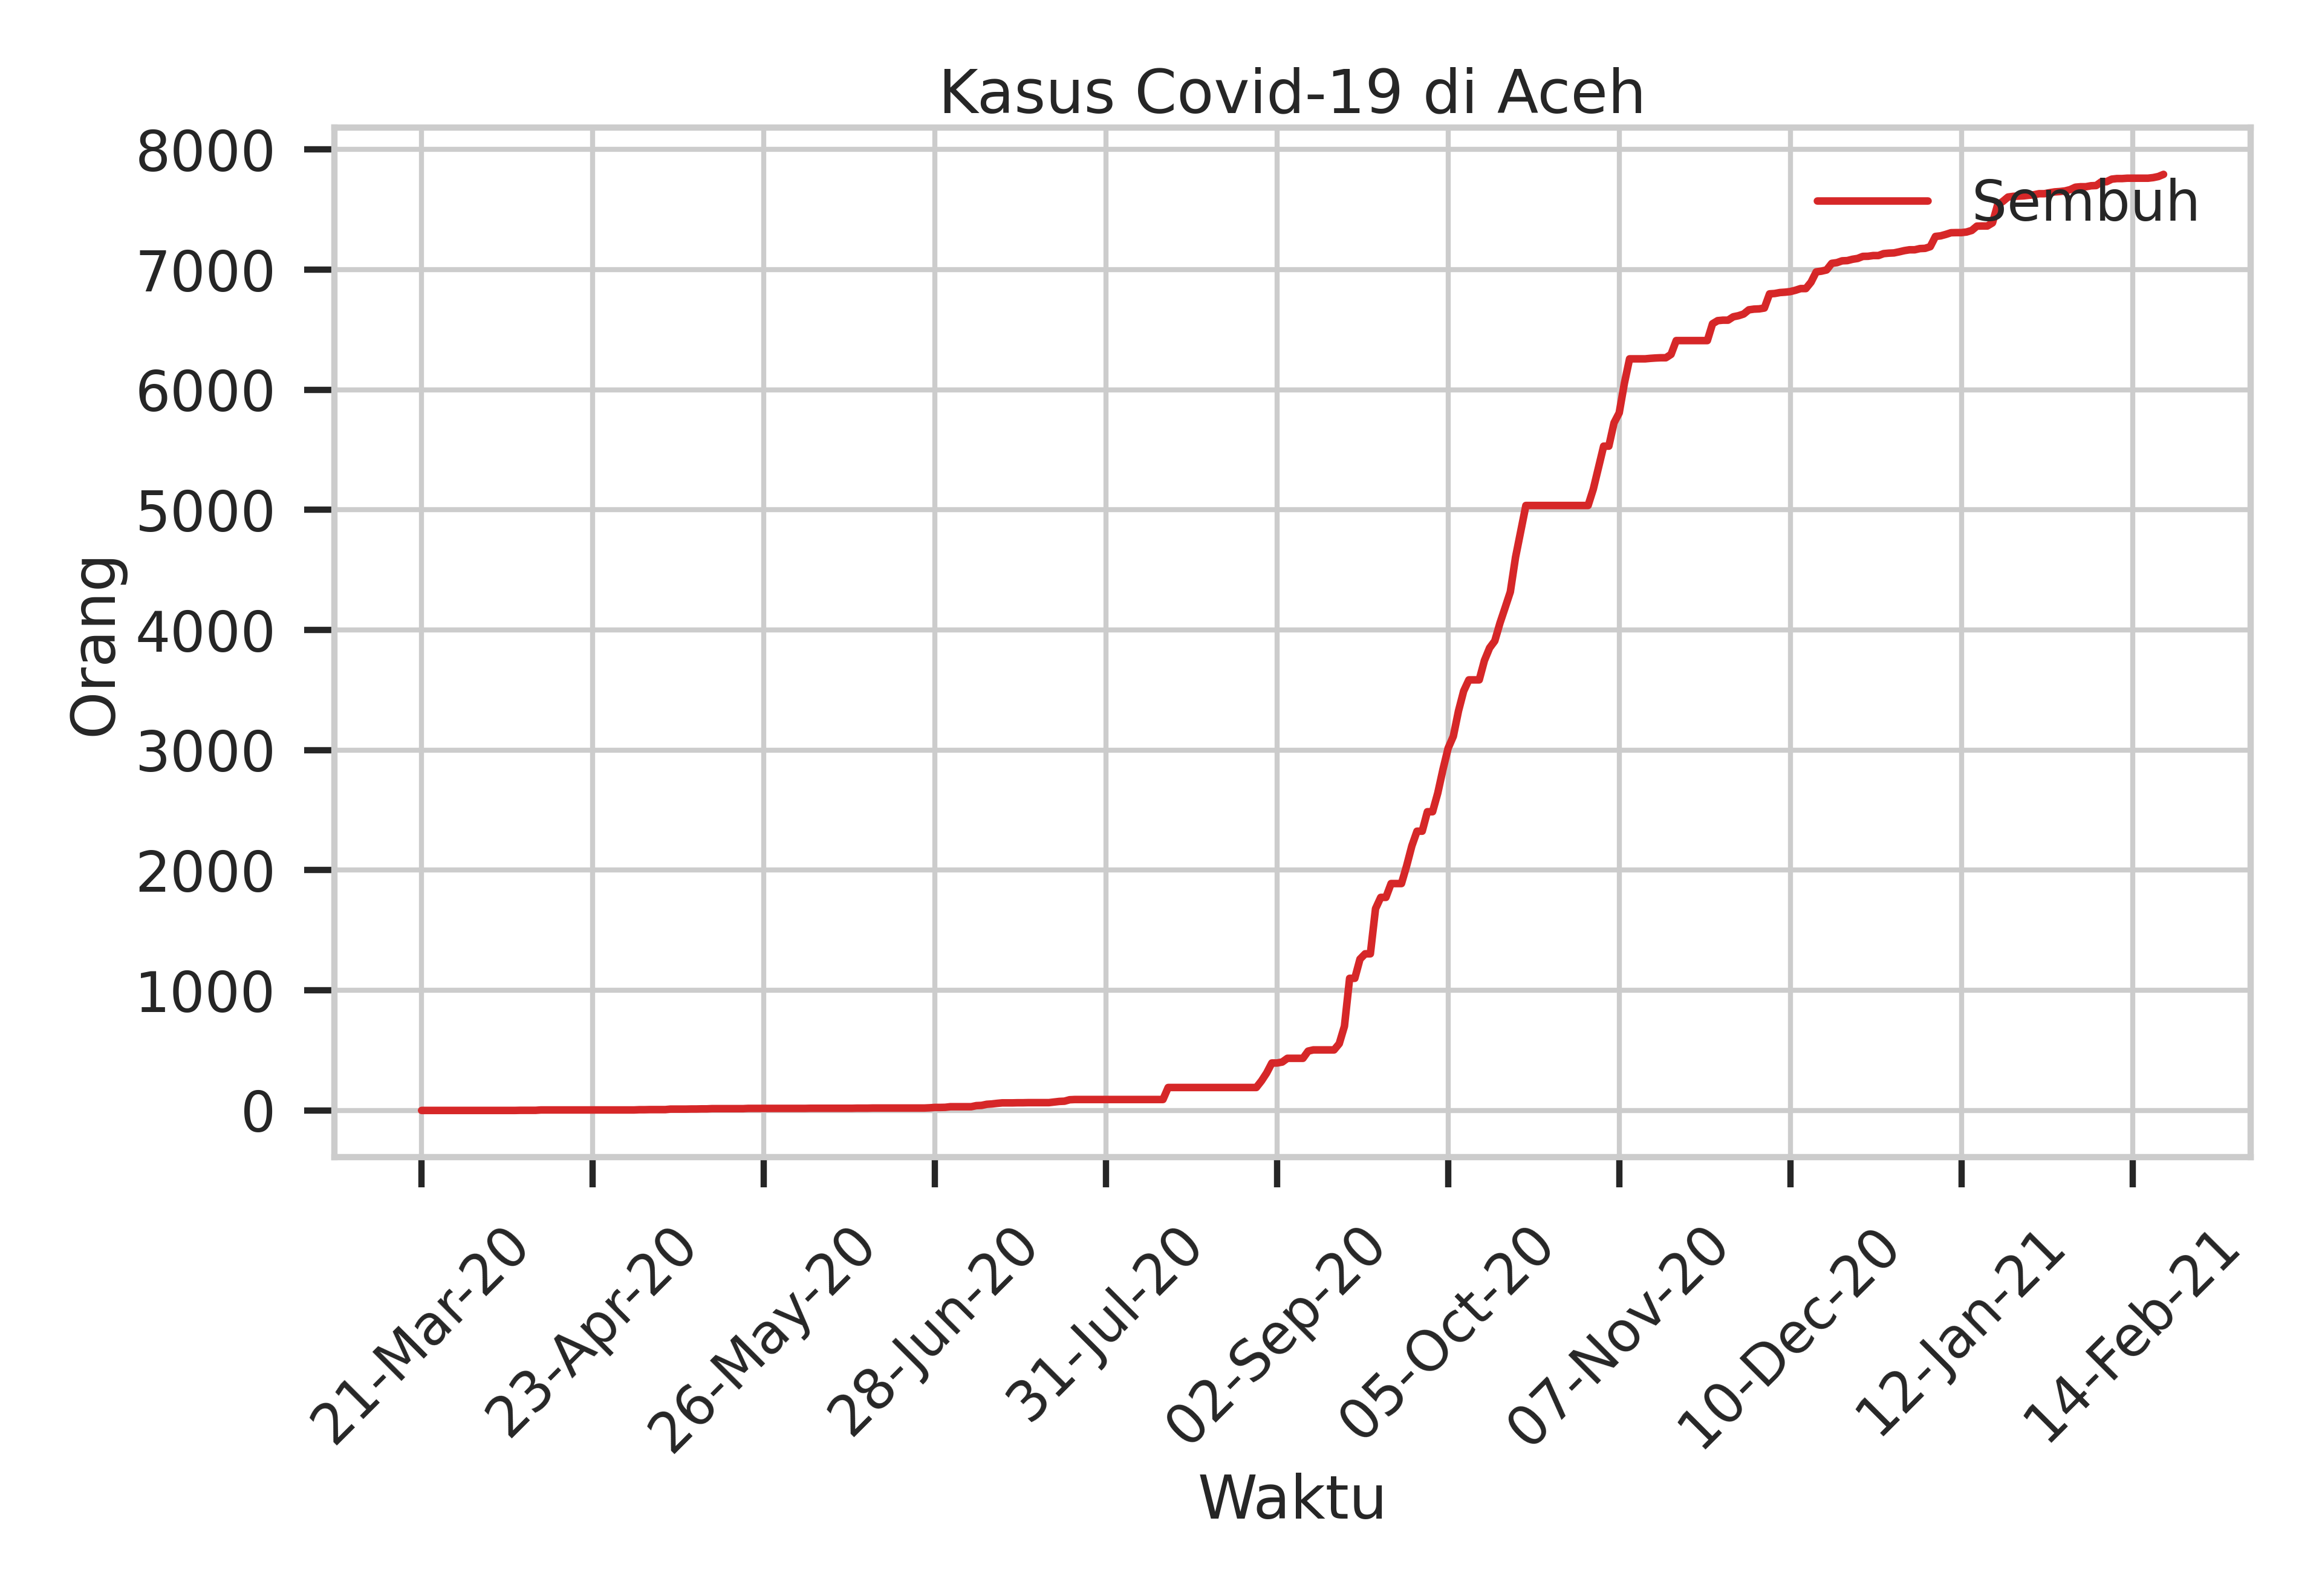 Kasus Covid-19 di Aceh
8000
7000
6000
5000
4000
3000
2000
1000
0
Orang
Sembuh
21-Mar-20
23-Apr-20
26-May-20
28-Jun-20
31-Jul-20
02-Sep-20
05-Oct-20
07-Nov-20
10-Dec-20
12-Jan-21
14-Feb-21
Waktu